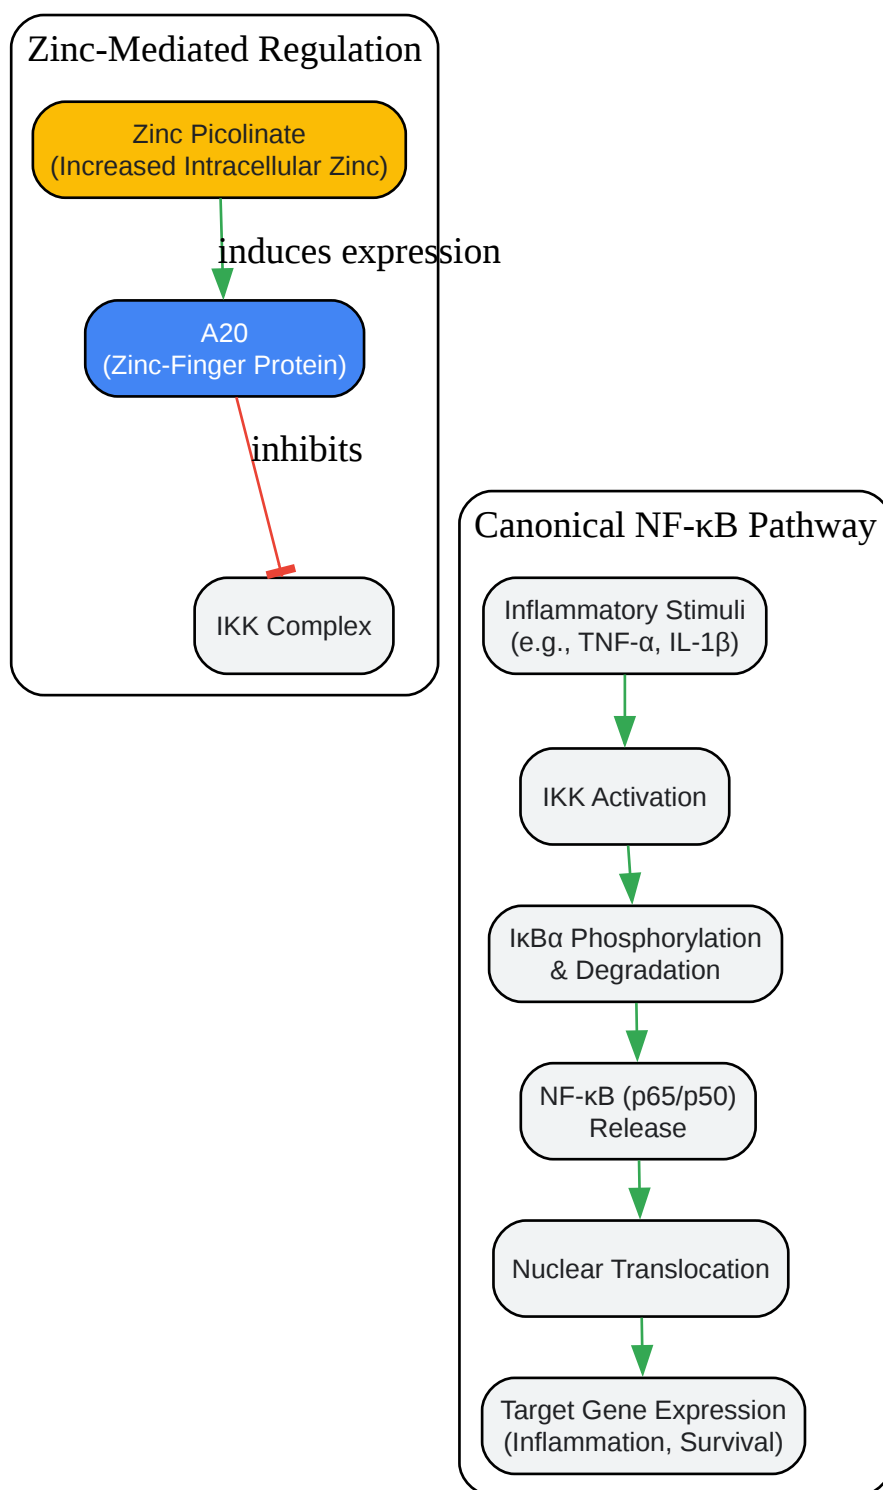 Zinc-Mediated Regulation
Zinc Picolinate
(Increased Intracellular Zinc)
induces expression
A20
(Zinc-Finger Protein)
inhibits
IKK Complex
Canonical NF-κB Pathway
Inflammatory Stimuli
(e.g., TNF-α, IL-1β)
IKK Activation
IκBα Phosphorylation
& Degradation
NF-κB (p65/p50)
Release
Nuclear Translocation
Target Gene Expression
(Inflammation, Survival)